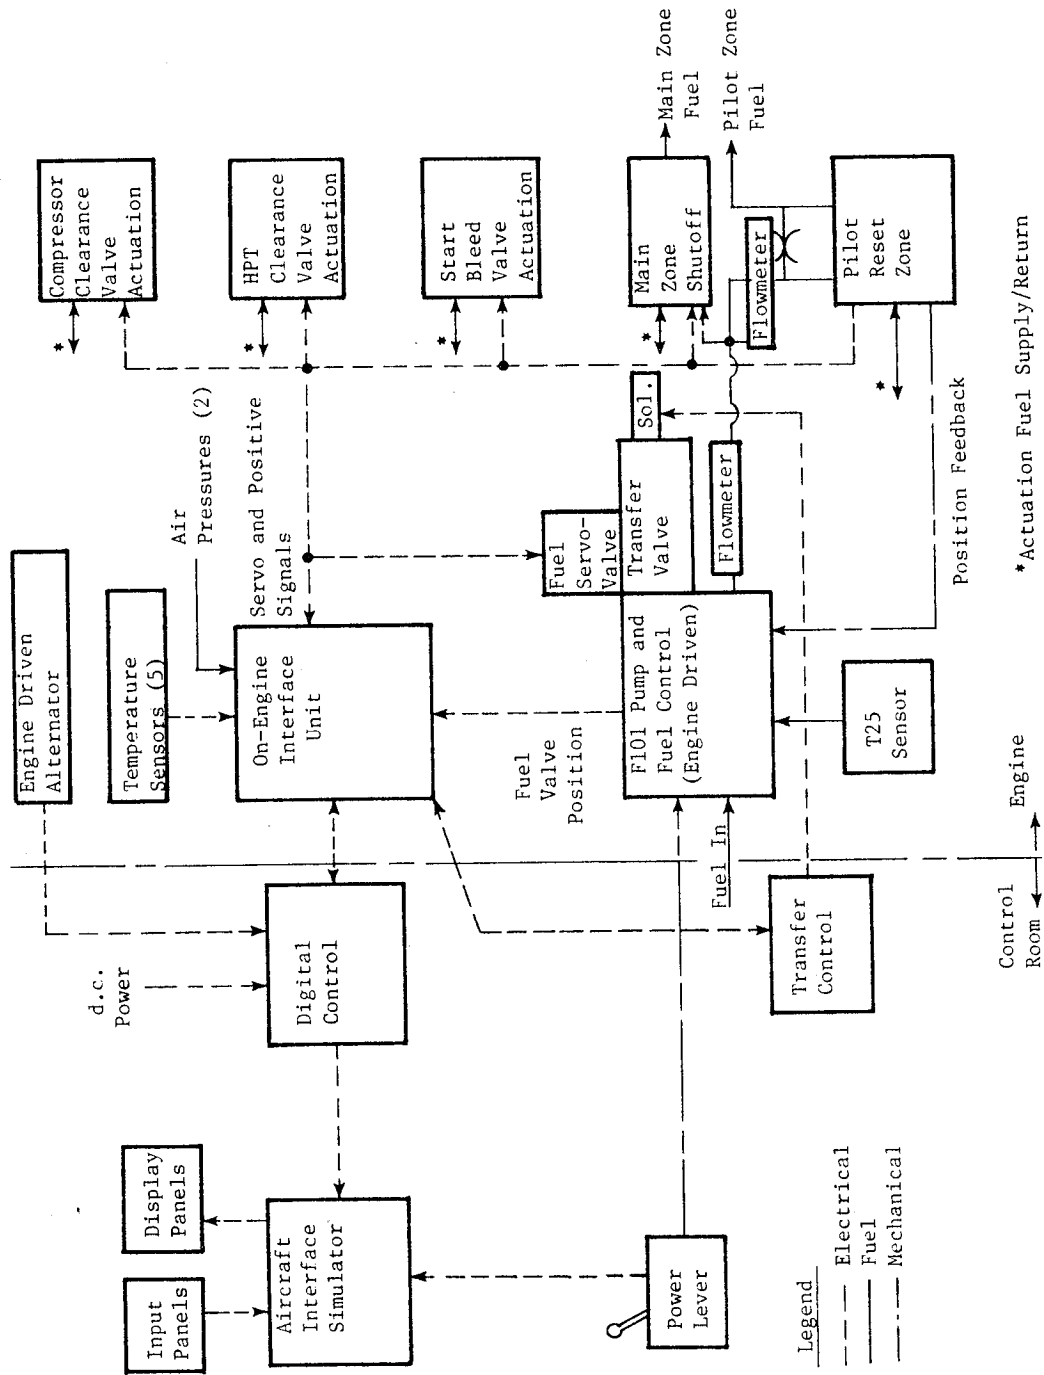 Input
Panels
Display
Panels
Aircraft
Interface
Simulator
Power
Lever
Legend
Electrical
Fuel
Mechanical
d.c.
Power
Digital
Control
Transfer
Control
Control
Room
Engine
Engine Driven
Alternator
Temperature
Sensors (5)
Air
Pressures (2)
On-Engine
Interface
Unit
Servo and Positive
Signals
Fuel
Valve
Position
Fuel In
F101 Pump and
Fuel Control
(Engine Driven)
T25
Sensor
Fuel
Servo-
Valve
Transfer
Valve
Sol.
Flowmeter
Position Feedback
Compressor
Clearance
Valve
Actuation
*
HPT
Clearance
Valve
Actuation
*
Start
Bleed
Valve
Actuation
*
Main
Zone
Shutoff
*
Flowmeter
Pilot
Reset
Zone
*
Main Zone
Fuel
Pilot Zone
Fuel
*Actuation Fuel Supply/Return